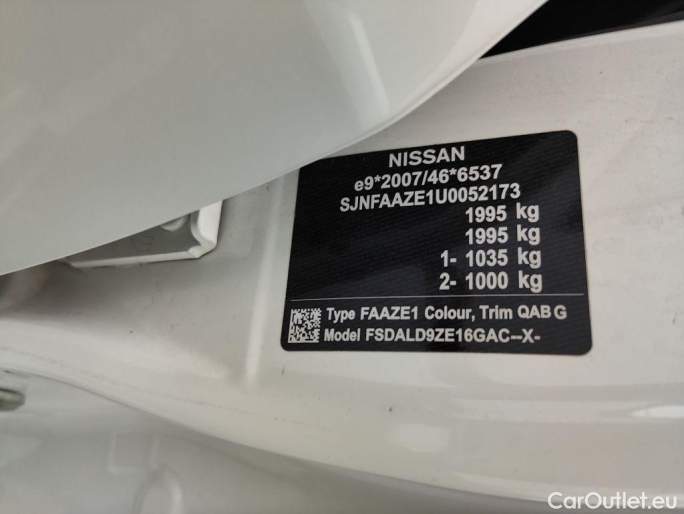 NISSAN
e9*2007/46*6537
SJNFAAZE1U0052173
1995 kg
1995 kg
1- 1035 kg
2- 1000 kg
Type FAAZE1 Colour, Trim QAB G
Model FSDALD9ZE16GAC--X-
CarOutlet.eu